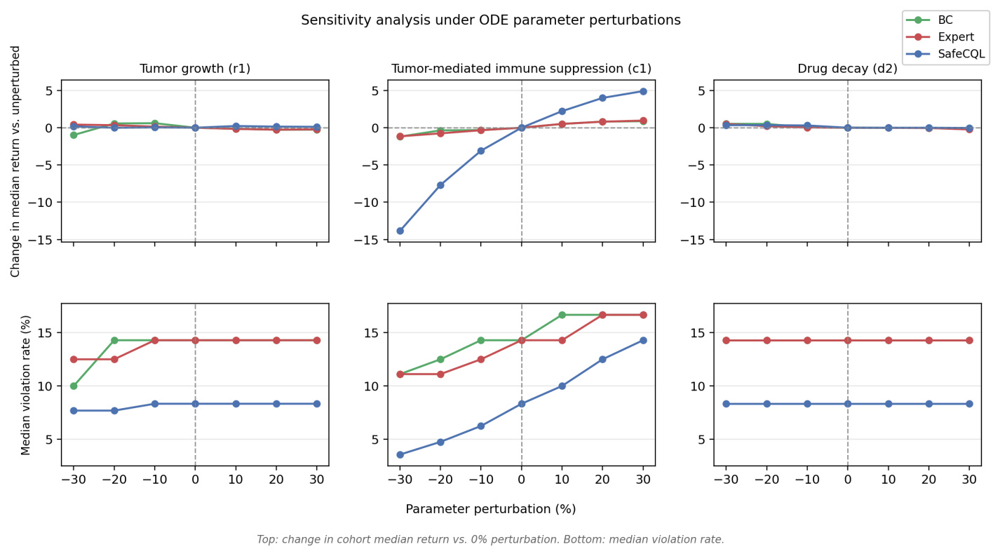 Sensitivity analysis under ODE parameter perturbations
BC
Expert
SafeCQL
Tumor growth (r1)
Tumor-mediated immune suppression (c1)
Drug decay (d2)
Change in median return vs. unperturbed
5
0
−5
−10
−15
5
0
−5
−10
−15
5
0
−5
−10
−15
Median violation rate (%)
15
10
5
15
10
5
15
10
5
−30 −20 −10 0 10 20 30
−30 −20 −10 0 10 20 30
−30 −20 −10 0 10 20 30
Parameter perturbation (%)
Top: change in cohort median return vs. 0% perturbation. Bottom: median violation rate.